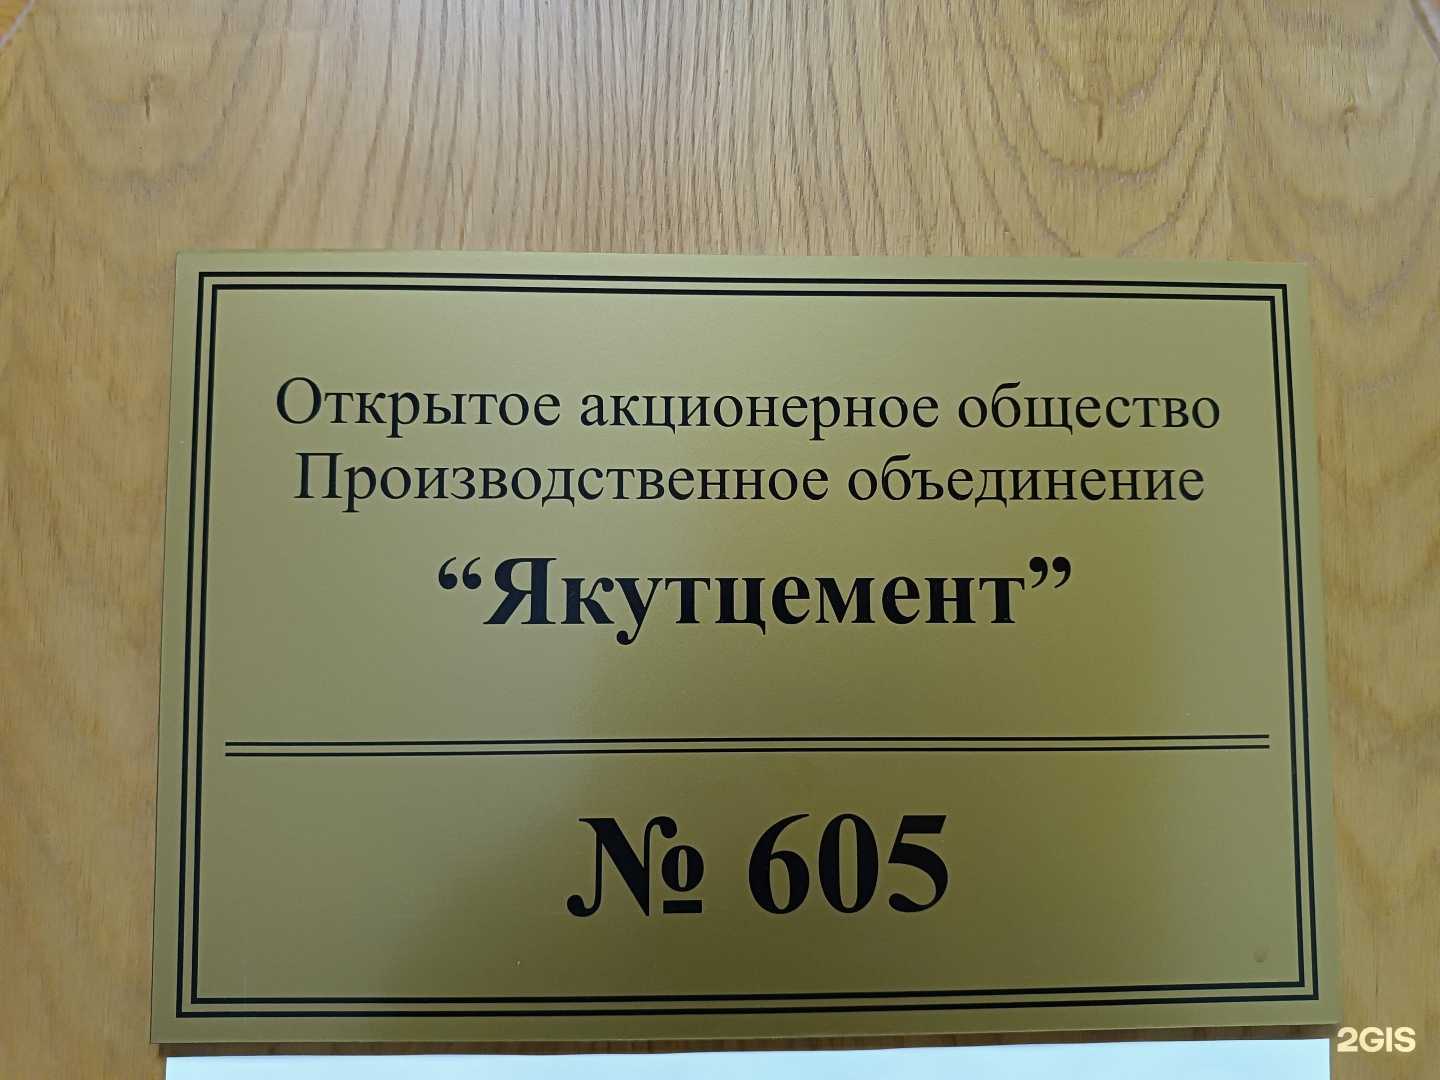 Открытое акционерное общество
Производственное объединение
“Якутцемент”
№ 605
2GIS